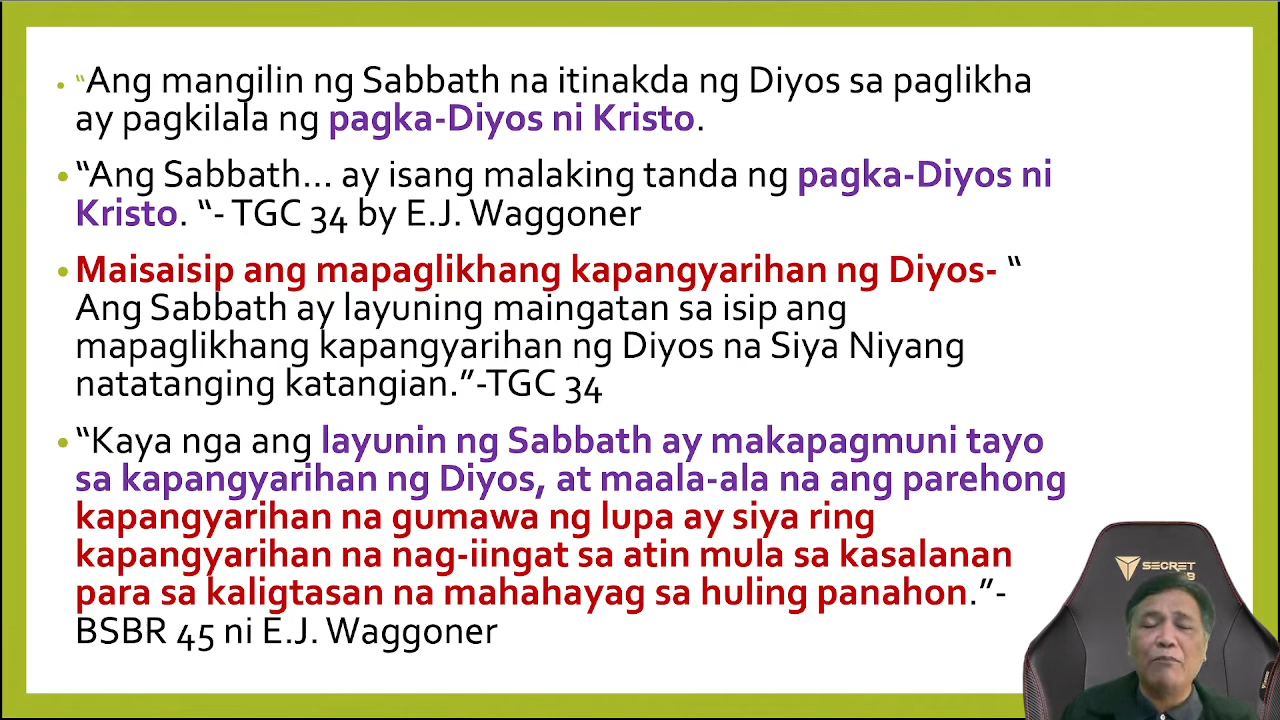 • “Ang mangilin ng Sabbath na itinakda ng Diyos sa paglikha
ay pagkilala ng pagka-Diyos ni Kristo.
• “Ang Sabbath... ay isang malaking tanda ng pagka-Diyos ni
Kristo. “- TGC 34 by E.J. Waggoner
• Maisaisip ang mapaglikhang kapangyarihan ng Diyos- “
Ang Sabbath ay layuning maingatan sa isip ang
mapaglikhang kapangyarihan ng Diyos na Siya Niyang
natatanging katangian.”-TGC 34
• “Kaya nga ang layunin ng Sabbath ay makapagmuni tayo
sa kapangyarihan ng Diyos, at maala-ala na ang parehong
kapangyarihan na gumawa ng lupa ay siya ring
kapangyarihan na nag-iingat sa atin mula sa kasalanan
para sa kaligtasan na mahahayag sa huling panahon.”-
BSBR 45 ni E.J. Waggoner
SECRET